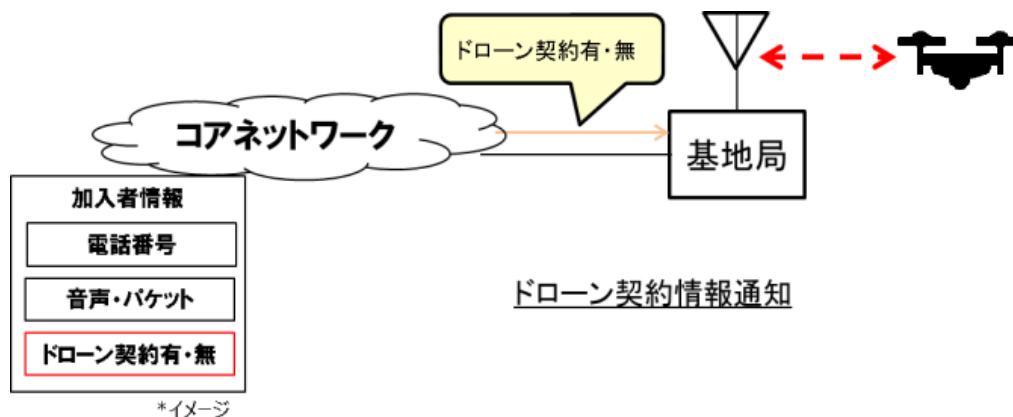 ドローン契約有・無
コアネットワーク
基地局
加入者情報
電話番号
音声・パケット
ドローン契約有・無
ドローン契約情報通知
*イメージ